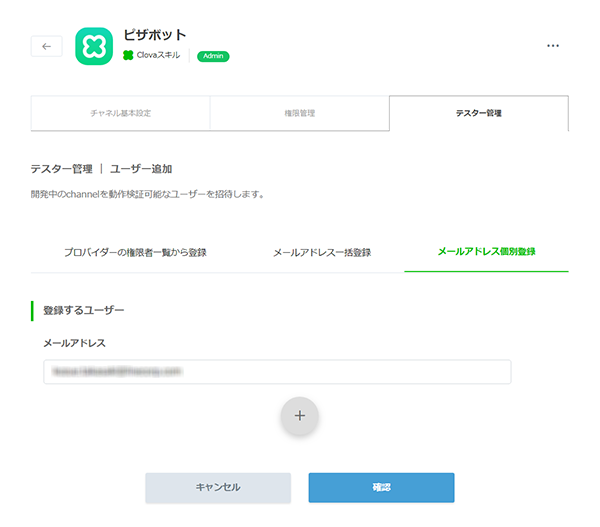 ピザボット
Clovaスキル
Admin
チャネル基本設定
権限管理
テスター管理
テスター管理 | ユーザー追加
開発中のchannelを動作検証可能なユーザーを招待します。
プロバイダーの権限者一覧から登録
メールアドレス一括登録
メールアドレス個別登録
登録するユーザー
メールアドレス
キャンセル
確認